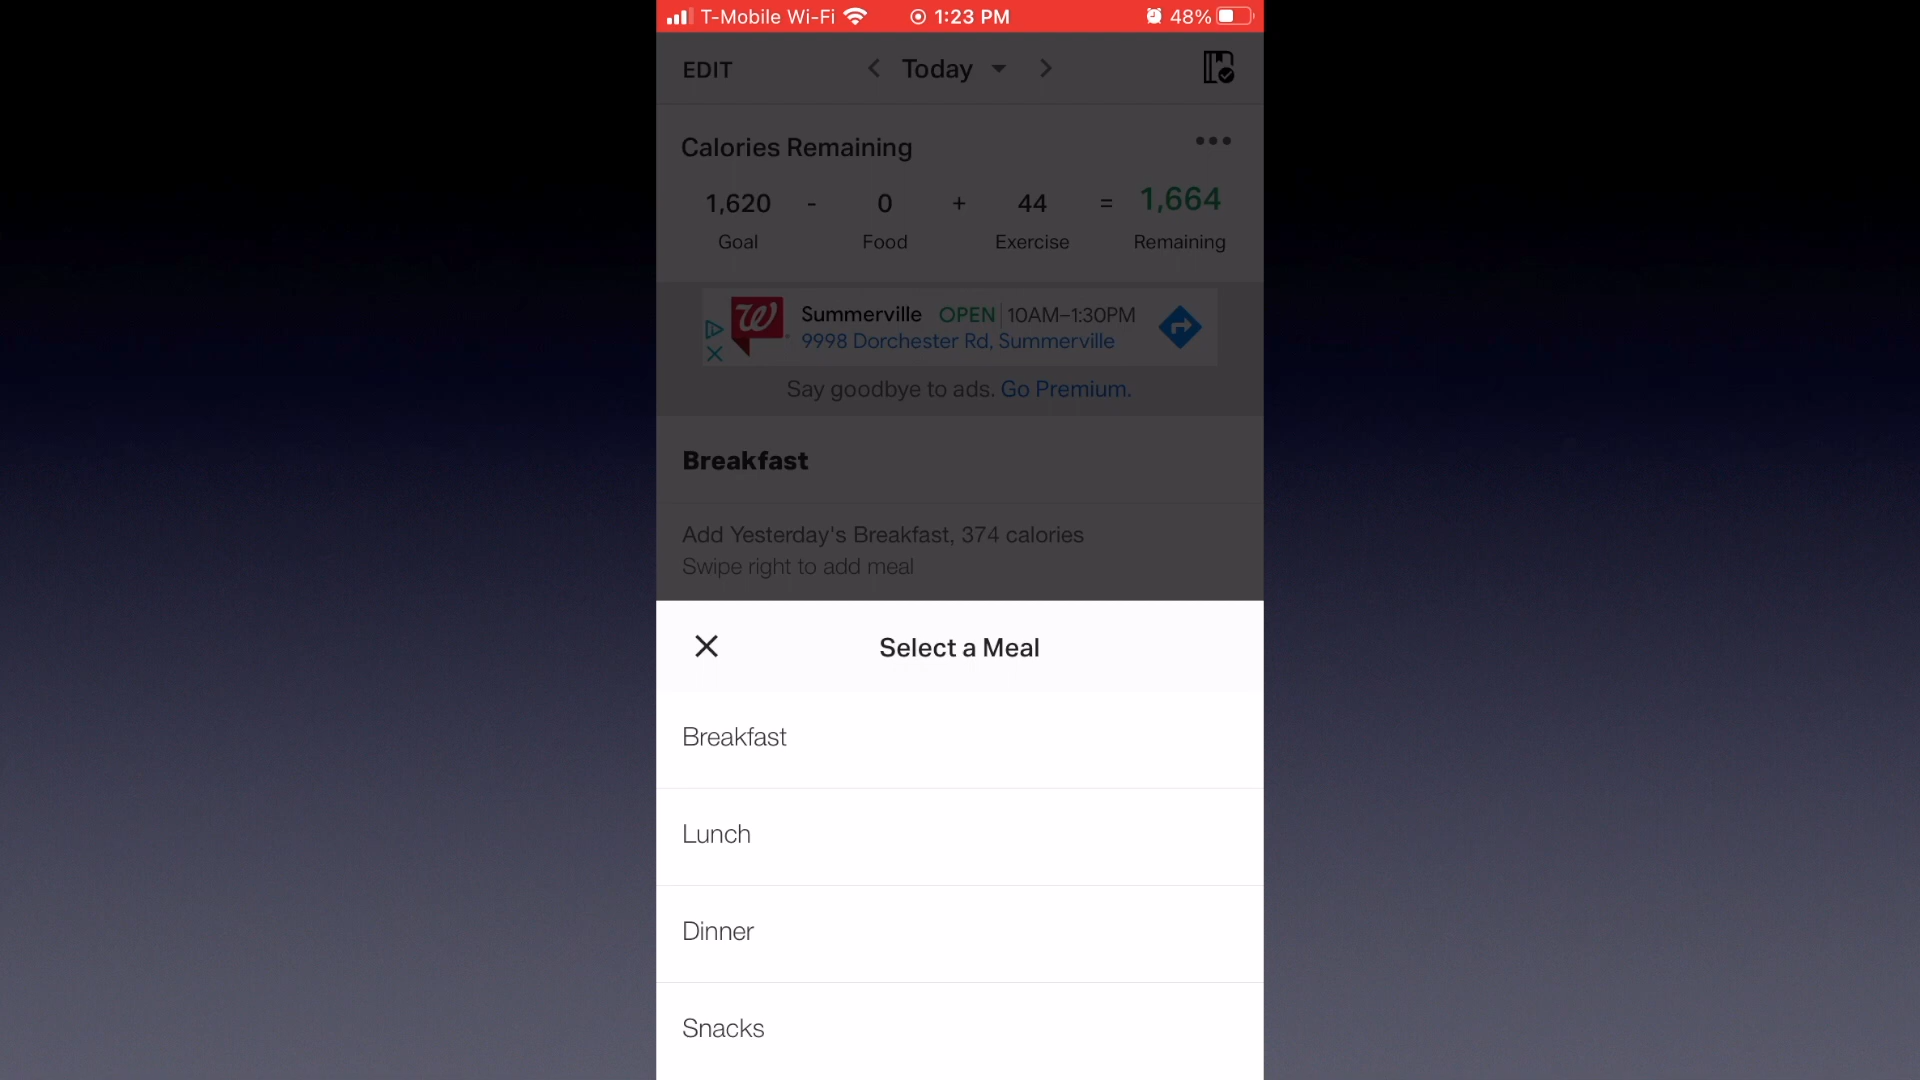 T-Mobile Wi-Fi 1:23 PM 48%
EDIT Today
Calories Remaining
1,620 - 0 + 44 = 1,664
Goal Food Exercise Remaining
Summerville OPEN 10AM–1:30PM
9998 Dorchester Rd, Summerville
Say goodbye to ads. Go Premium.
Breakfast
Add Yesterday's Breakfast, 374 calories
Swipe right to add meal
Select a Meal
Breakfast
Lunch
Dinner
Snacks